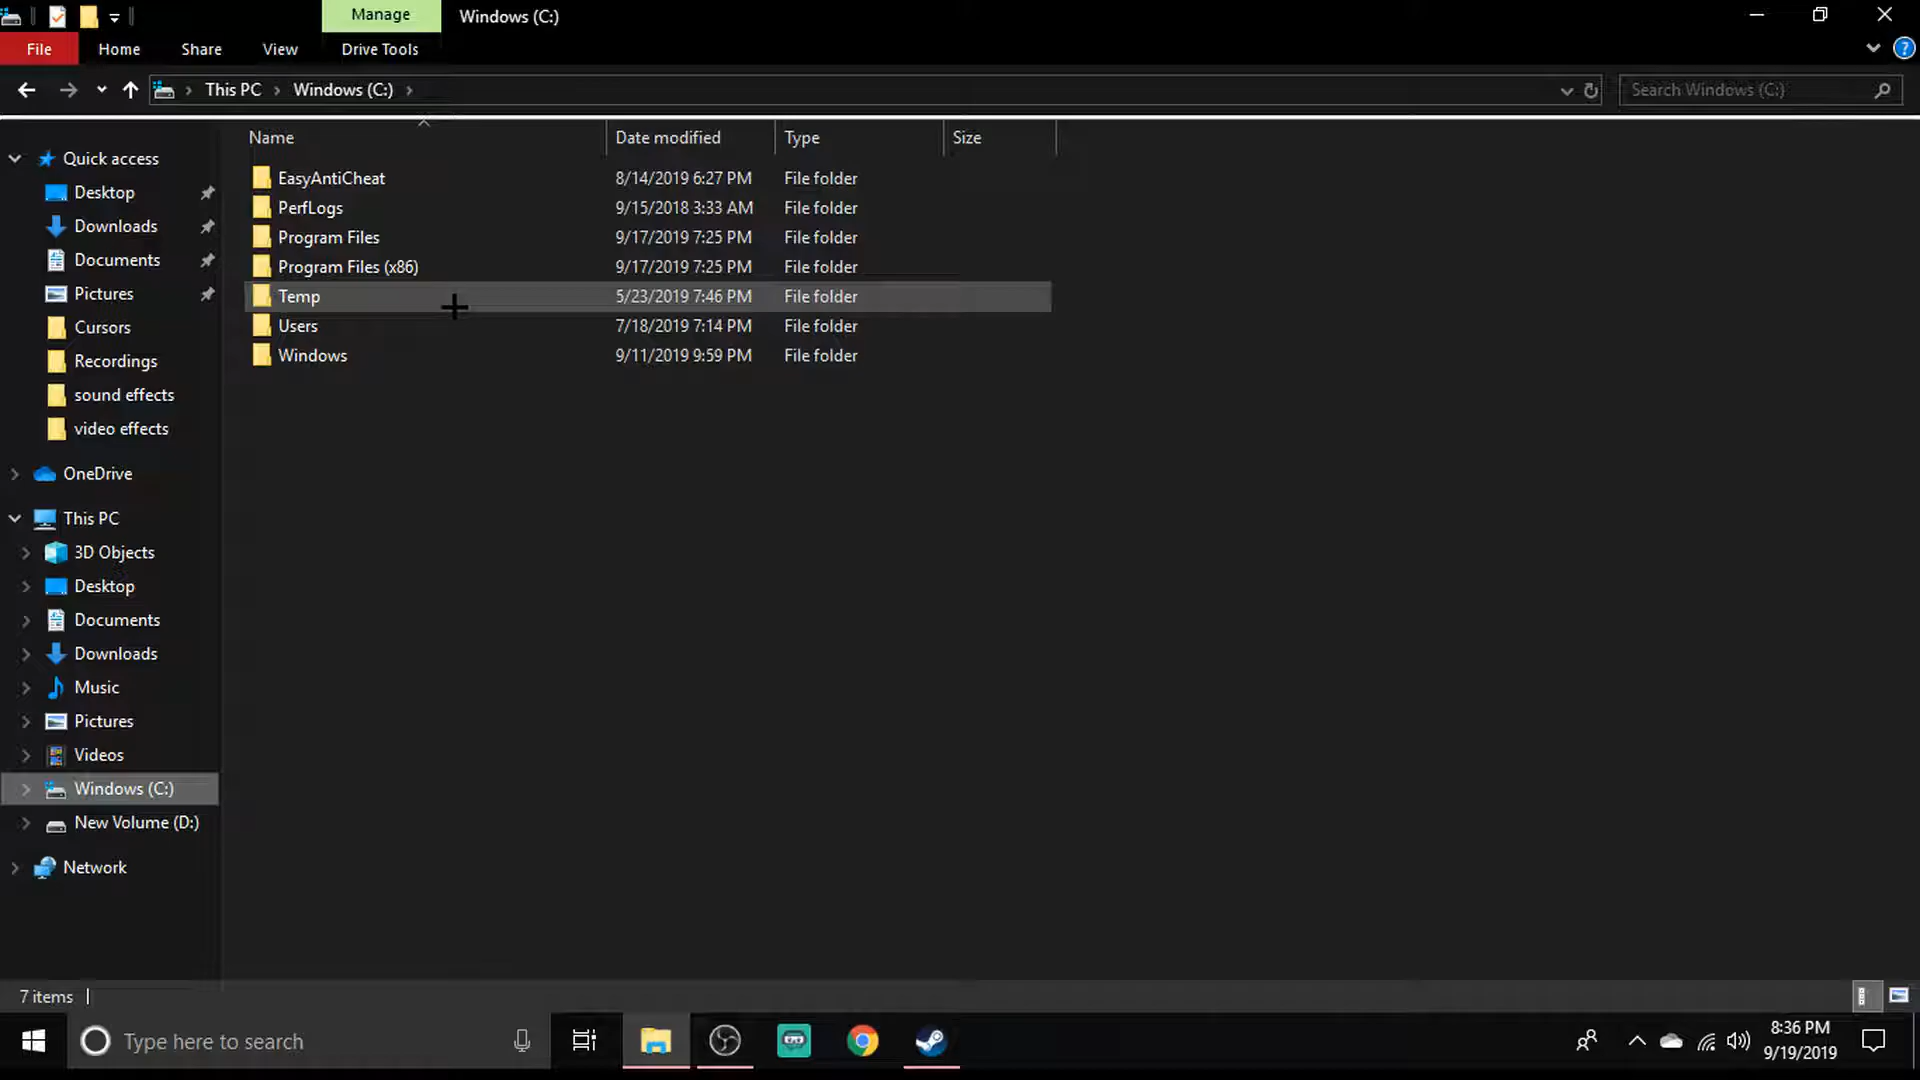 Manage Windows (C:)
File Home Share View Drive Tools
This PC Windows (C:) Search Windows (C:)
Name Date modified Type Size
Quick access
Desktop
Downloads
Documents
Pictures
Cursors
Recordings
sound effects
video effects
OneDrive
This PC
3D Objects
Desktop
Documents
Downloads
Music
Pictures
Videos
Windows (C:)
New Volume (D:)
Network
EasyAntiCheat 8/14/2019 6:27 PM File folder
PerfLogs 9/15/2018 3:33 AM File folder
Program Files 9/17/2019 7:25 PM File folder
Program Files (x86) 9/17/2019 7:25 PM File folder
Temp 5/23/2019 7:46 PM File folder
Users 7/18/2019 7:14 PM File folder
Windows 9/11/2019 9:59 PM File folder
7 items
Type here to search
8:36 PM
9/19/2019